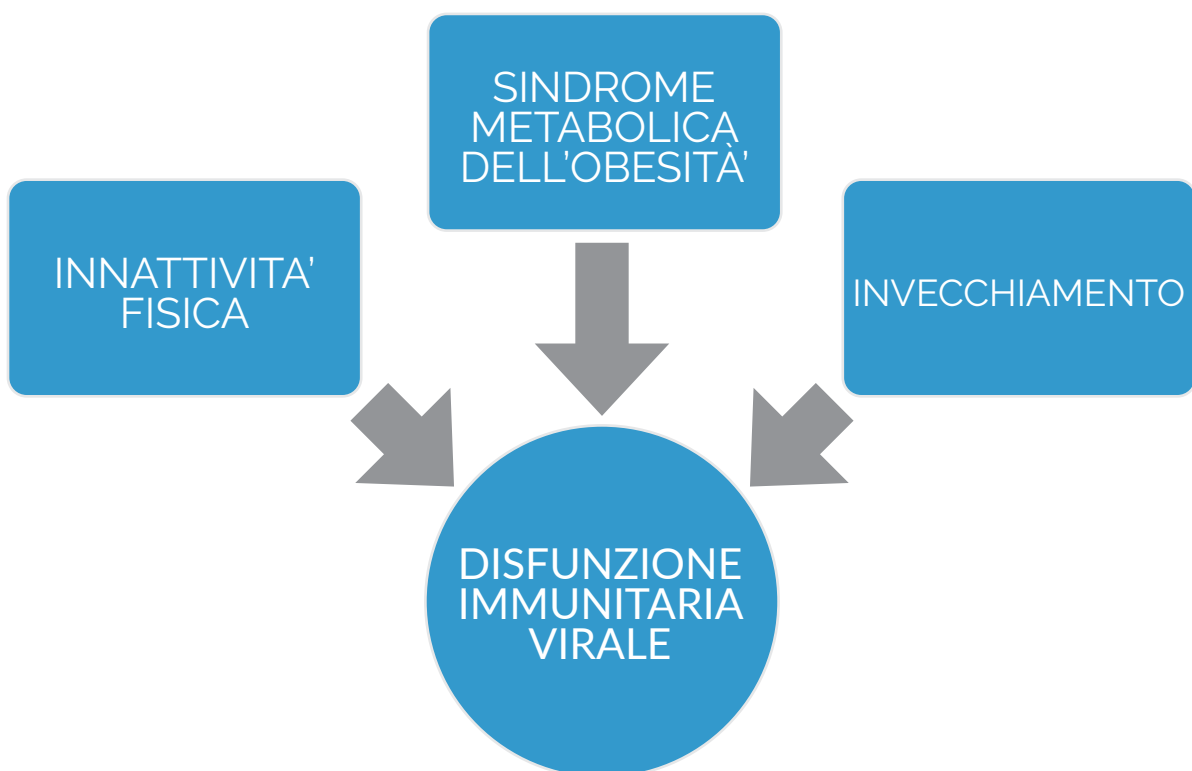 SINDROME
METABOLICA
DELL’OBESITÀ’
INNATTIVITA’
FISICA
INVECCHIAMENTO
DISFUNZIONE
IMMUNITARIA
VIRALE